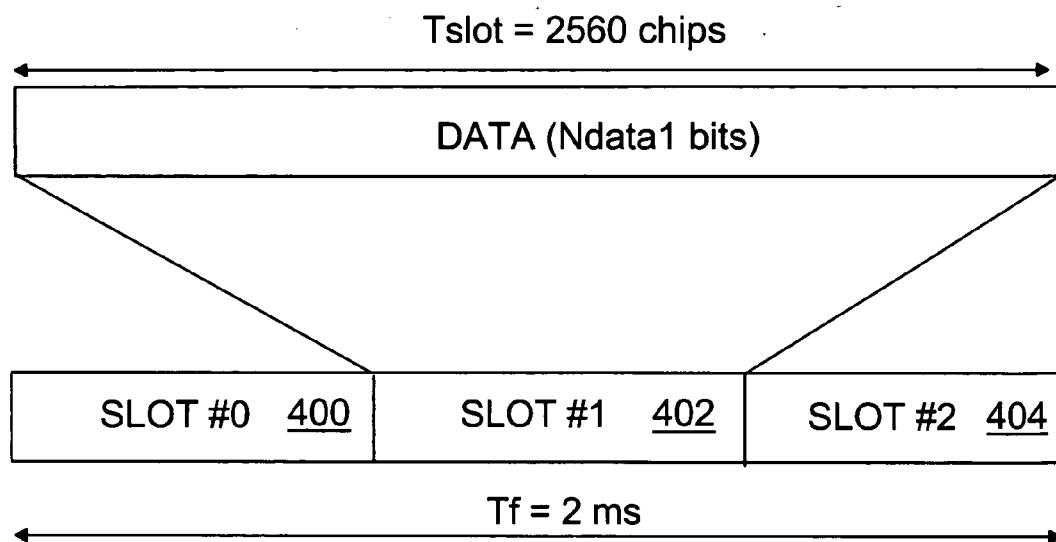 Tslot = 2560 chips
DATA (Ndata1 bits)
SLOT #0 400 SLOT #1 402 SLOT #2 404
Tf = 2 ms